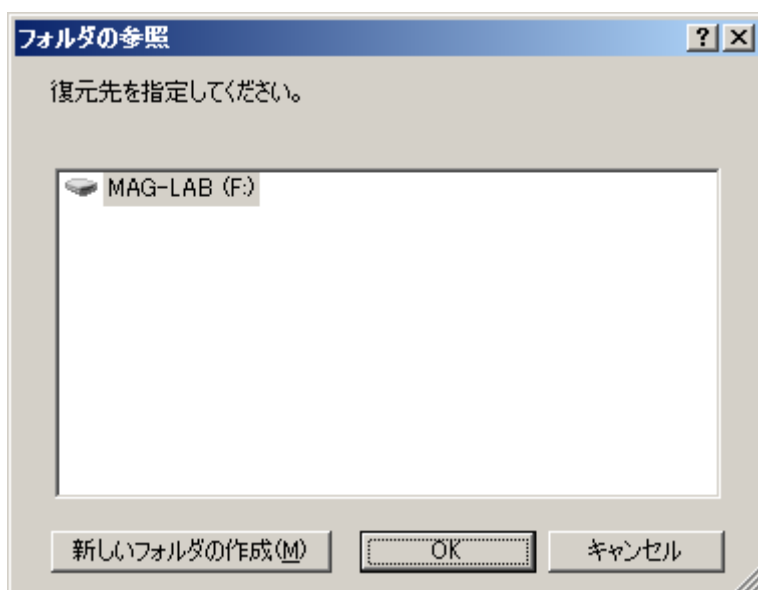 フォルダの参照
復元先を指定してください。
MAG-LAB (F:)
新しいフォルダの作成(M)
OK
キャンセル